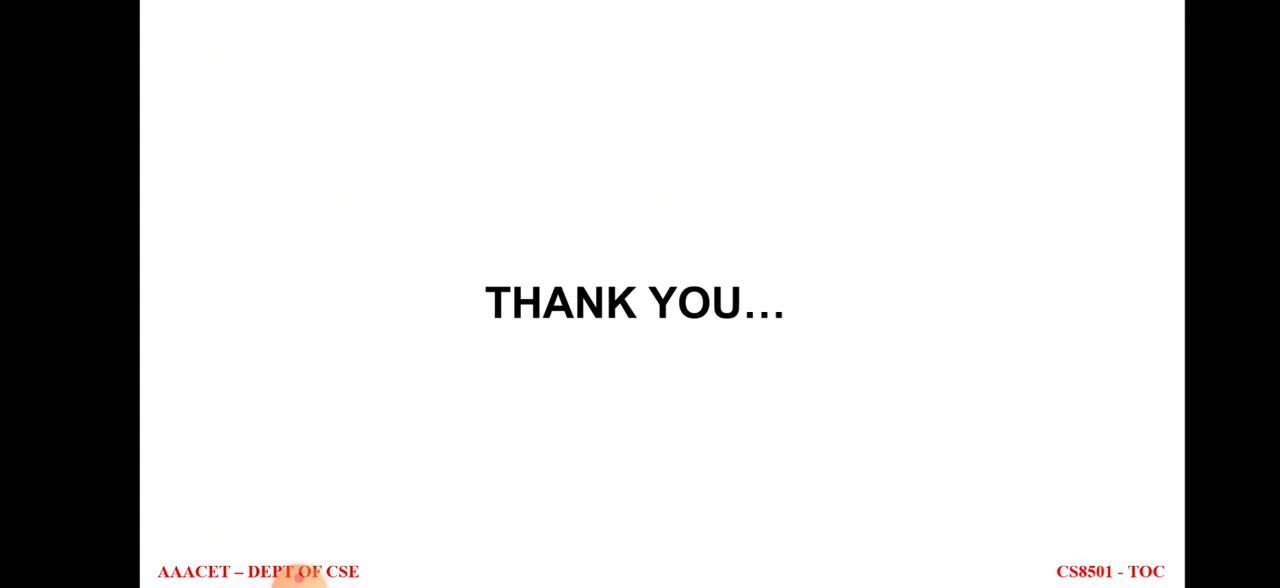 THANK YOU...
AAACET – DEPT OF CSE
CS8501 - TOC